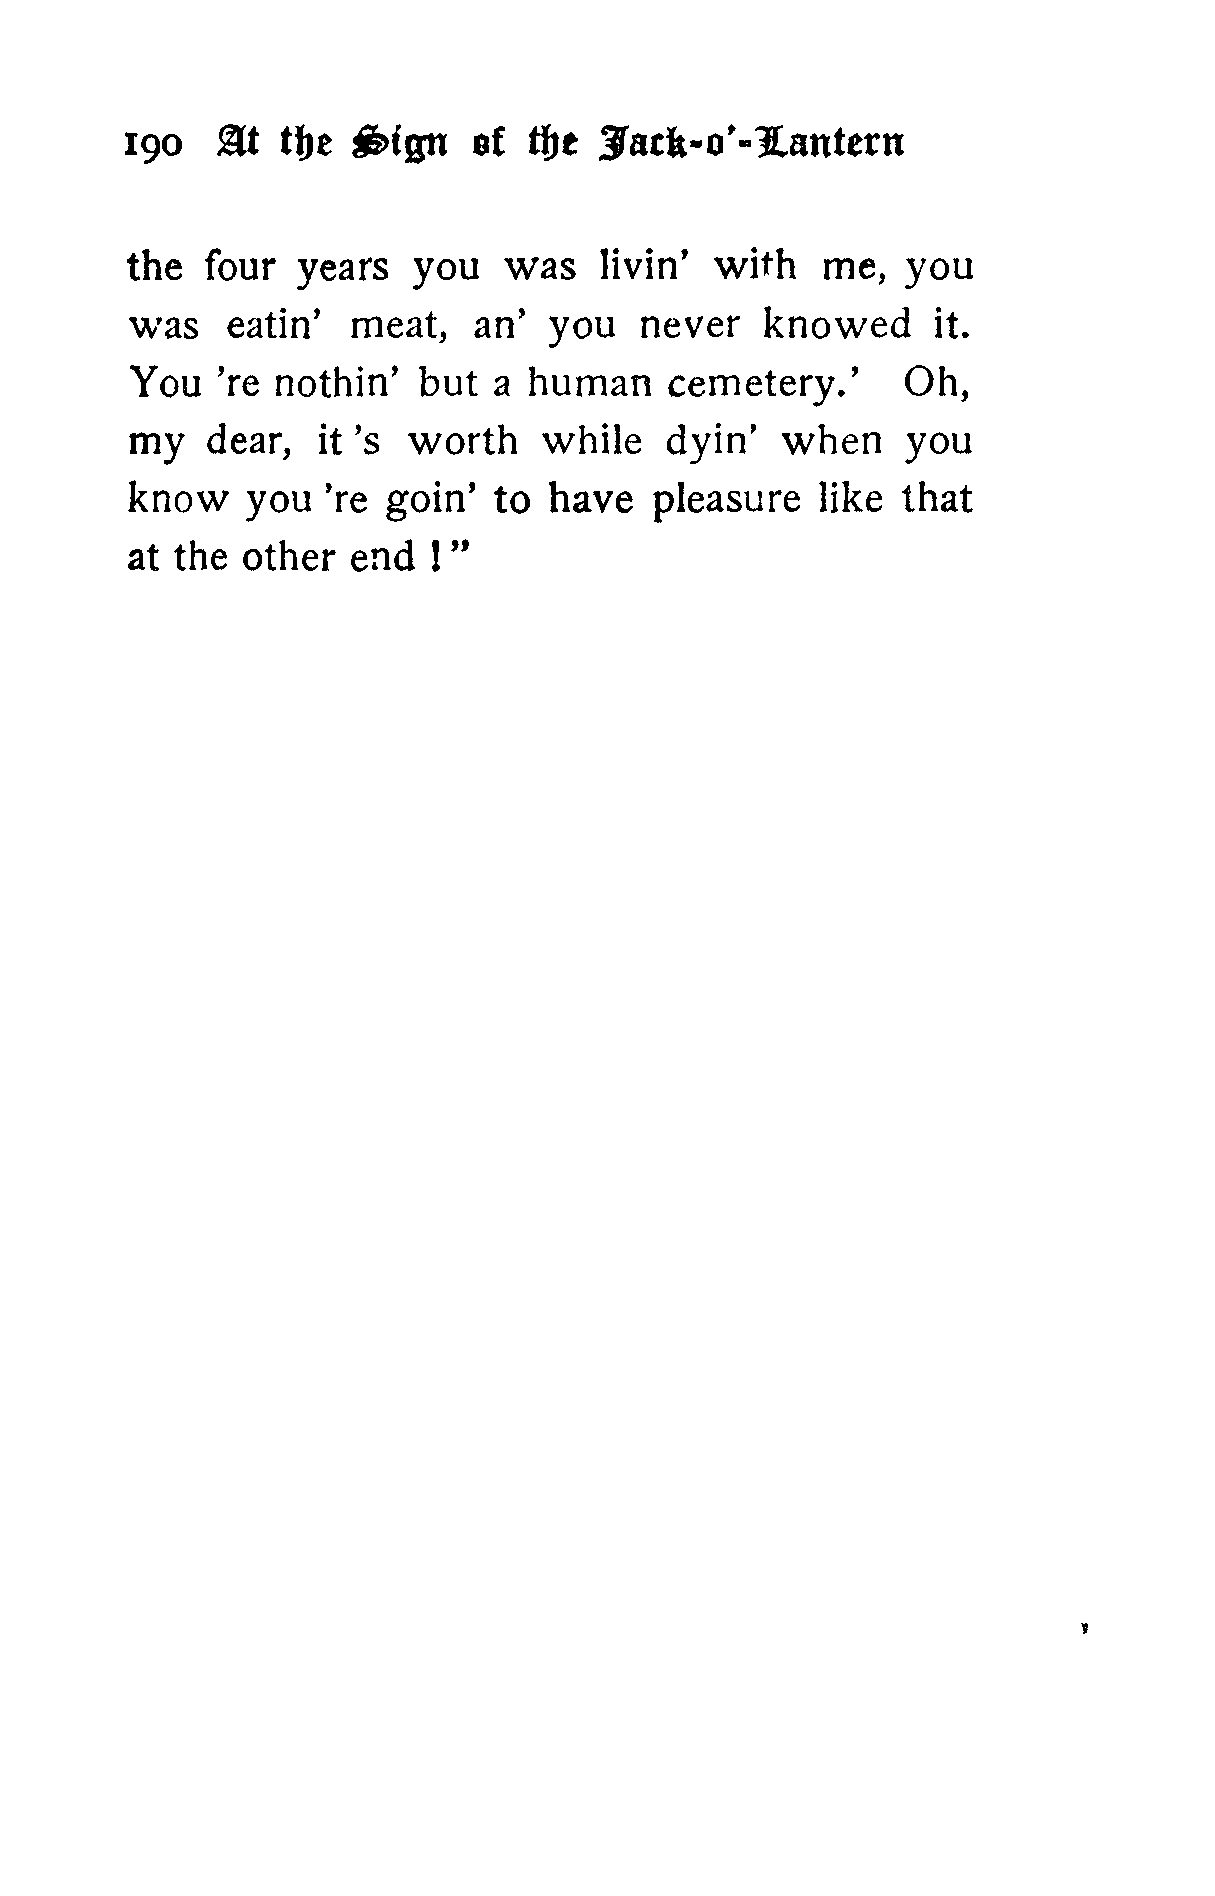 190 At the Sign of the Jack-o'-Lantern
the four years you was livin' with me, you
was eatin' meat, an' you never knowed it.
You 're nothin' but a human cemetery.' Oh,
my dear, it 's worth while dyin' when you
know you 're goin' to have pleasure like that
at the other end ! ”